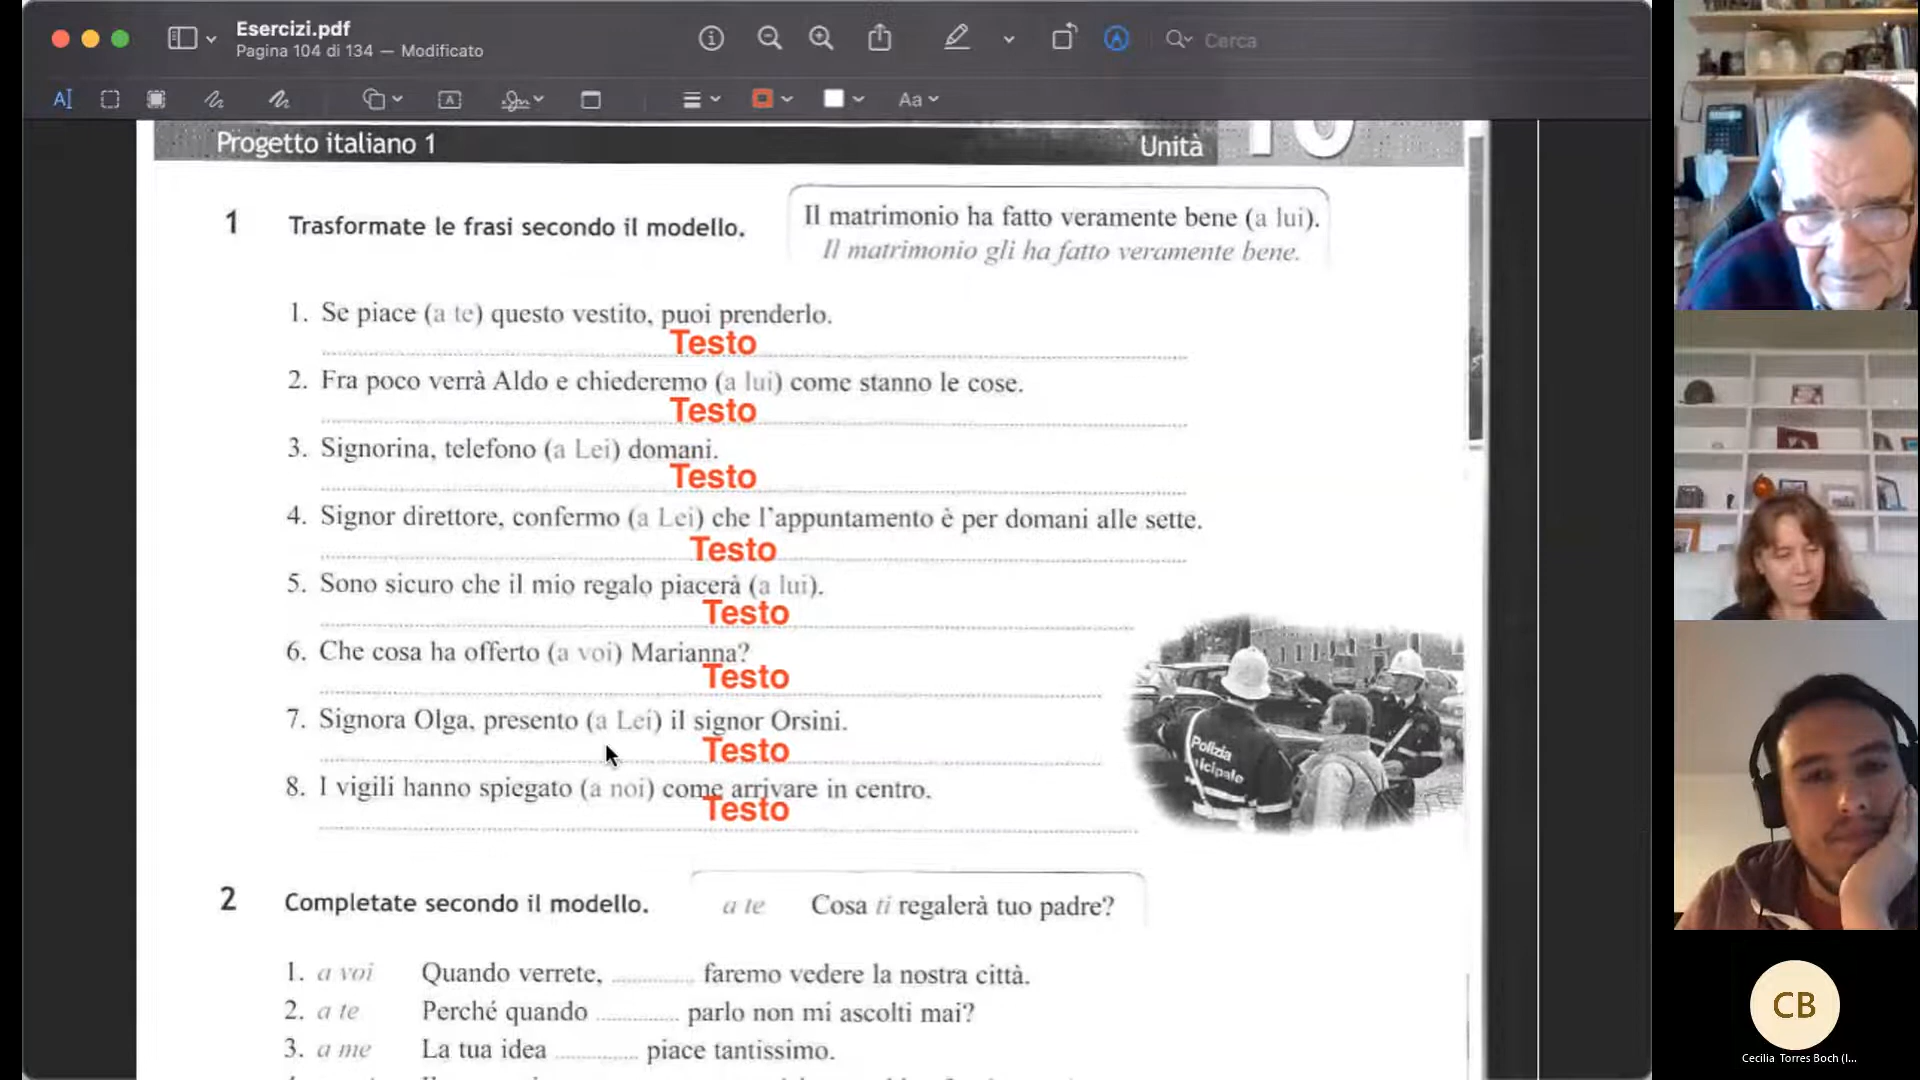 Esercizi.pdf
Pagina 104 di 134 — Modificato
Cerca
Aa
Progetto italiano 1
Unità
1 Trasformate le frasi secondo il modello.
Il matrimonio ha fatto veramente bene (a lui).
Il matrimonio gli ha fatto veramente bene.
1. Se piace (a te) questo vestito, puoi prenderlo.
Testo
2. Fra poco verrà Aldo e chiederemo (a lui) come stanno le cose.
Testo
3. Signorina, telefono (a Lei) domani.
Testo
4. Signor direttore, confermo (a Lei) che l'appuntamento è per domani alle sette.
Testo
5. Sono sicuro che il mio regalo piacerà (a lui).
Testo
6. Che cosa ha offerto (a voi) Marianna?
Testo
7. Signora Olga, presento (a Lei) il signor Orsini.
Testo
8. I vigili hanno spiegato (a noi) come arrivare in centro.
Testo
Polizia
2 Completate secondo il modello.
a te Cosa ti regalerà tuo padre?
1. a voi Quando verrete, ............ faremo vedere la nostra città.
2. a te Perché quando ............ parlo non mi ascolti mai?
3. a me La tua idea ............ piace tantissimo.
CB
Cecilia Torres Boch (I...